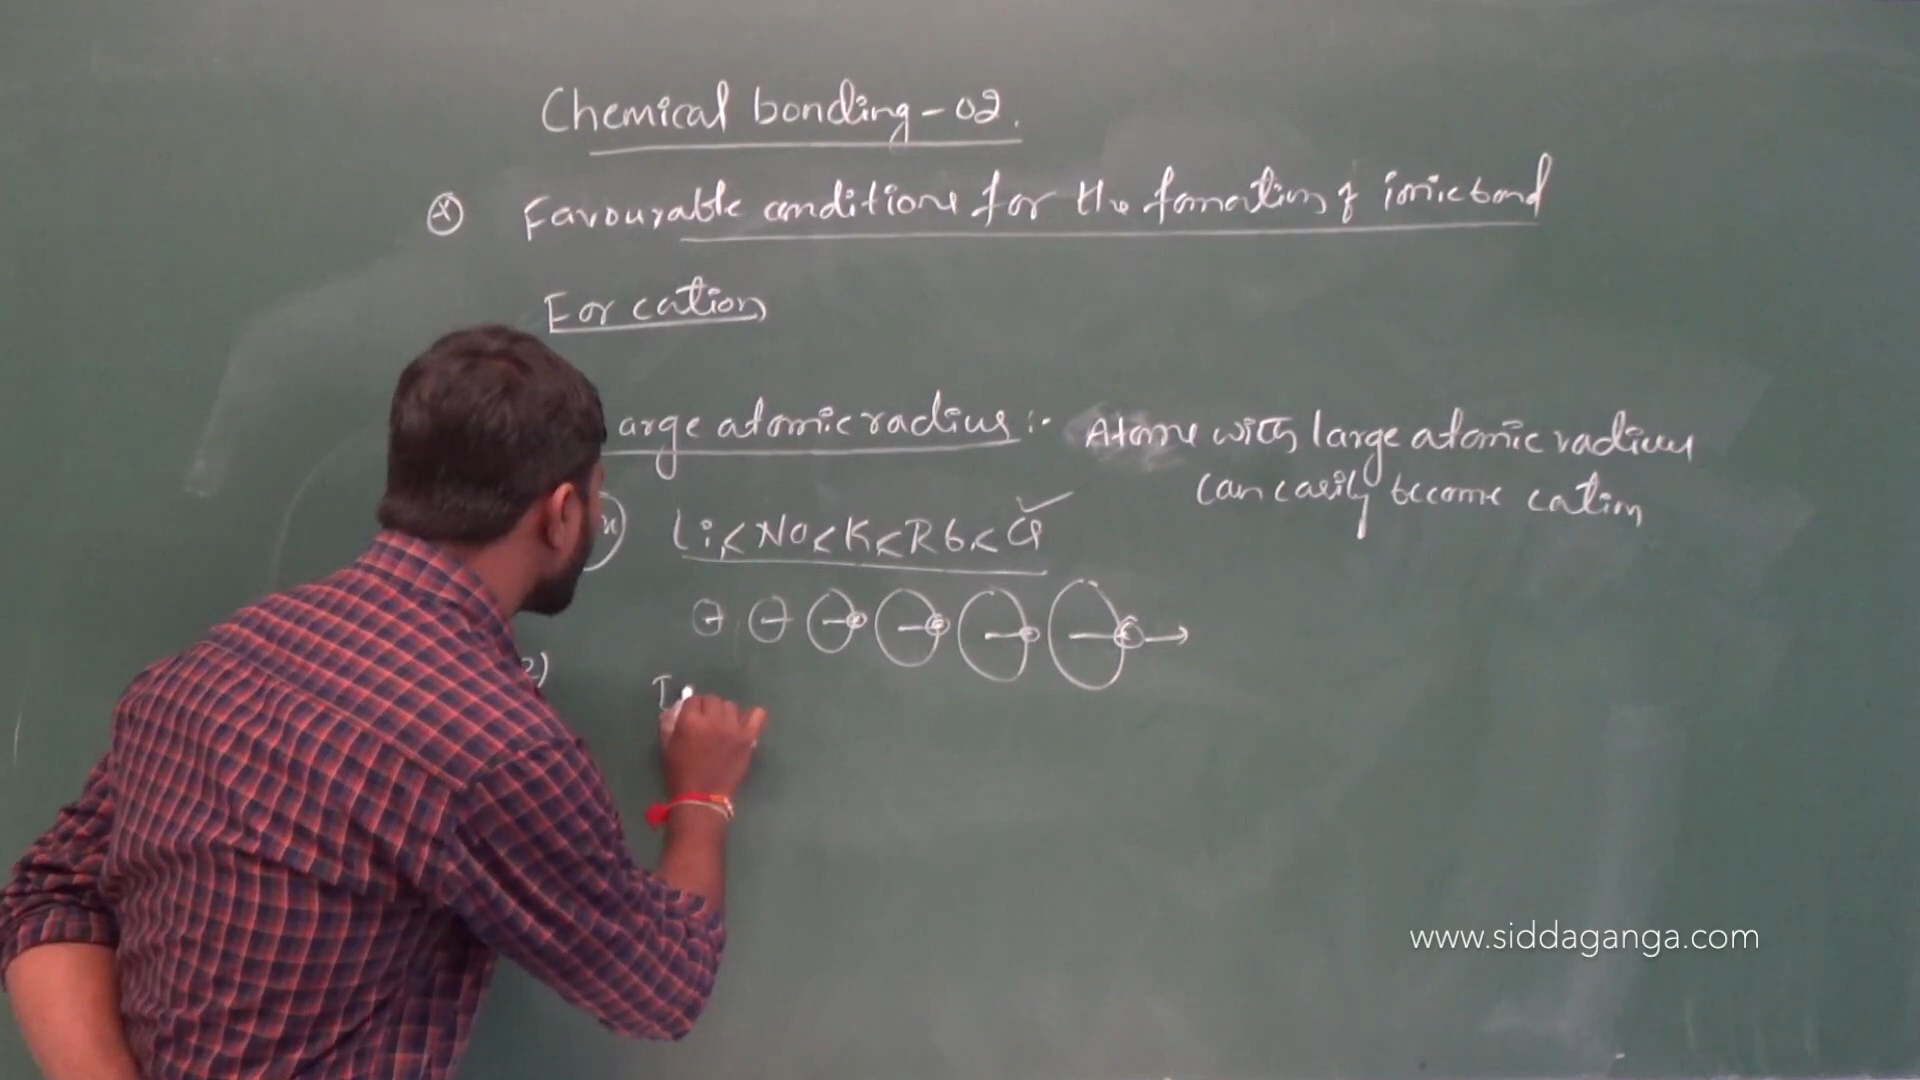 Chemical bonding - 02.
Favourable conditions for the formation of ionic bond
For cation
arge atomic radius :- Atoms with large atomic radius
can easily become cation
Li < Na < K < Rb < Cs
2)
I
www.siddaganga.com